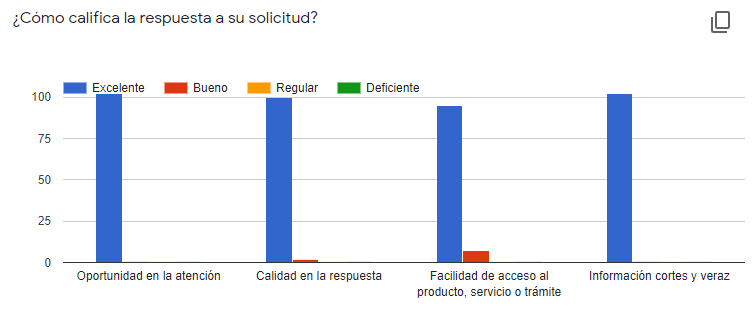 ¿Cómo califica la respuesta a su solicitud?
Excelente Bueno Regular Deficiente
100
75
50
25
0
Oportunidad en la atención Calidad en la respuesta Facilidad de acceso al Información cortes y veraz
producto, servicio o trámite